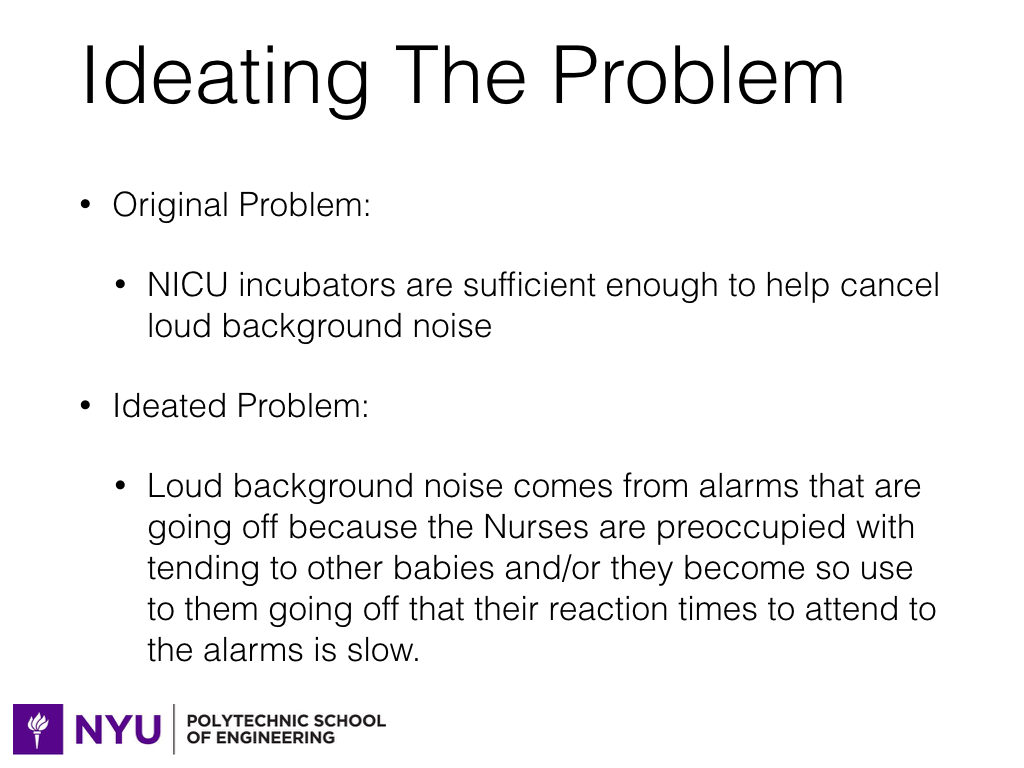 Ideating The Problem
• Original Problem:
• NICU incubators are sufficient enough to help cancel
loud background noise
• Ideated Problem:
• Loud background noise comes from alarms that are
going off because the Nurses are preoccupied with
tending to other babies and/or they become so use
to them going off that their reaction times to attend to
the alarms is slow.
NYU
POLYTECHNIC SCHOOL
OF ENGINEERING